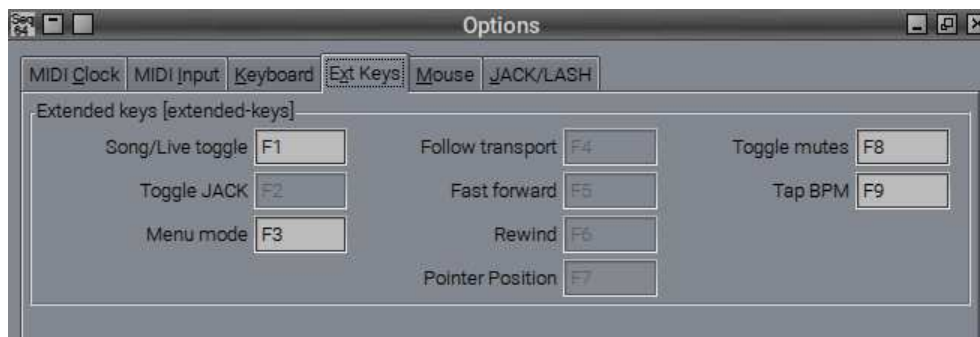 Seq 64 Options
MIDI Clock MIDI Input Keyboard Ext Keys Mouse JACK/LASH
Extended keys [extended-keys]
Song/Live toggle F1 Follow transport F4 Toggle mutes F8
Toggle JACK F2 Fast forward F5 Tap BPM F9
Menu mode F3 Rewind F6
Pointer Position F7